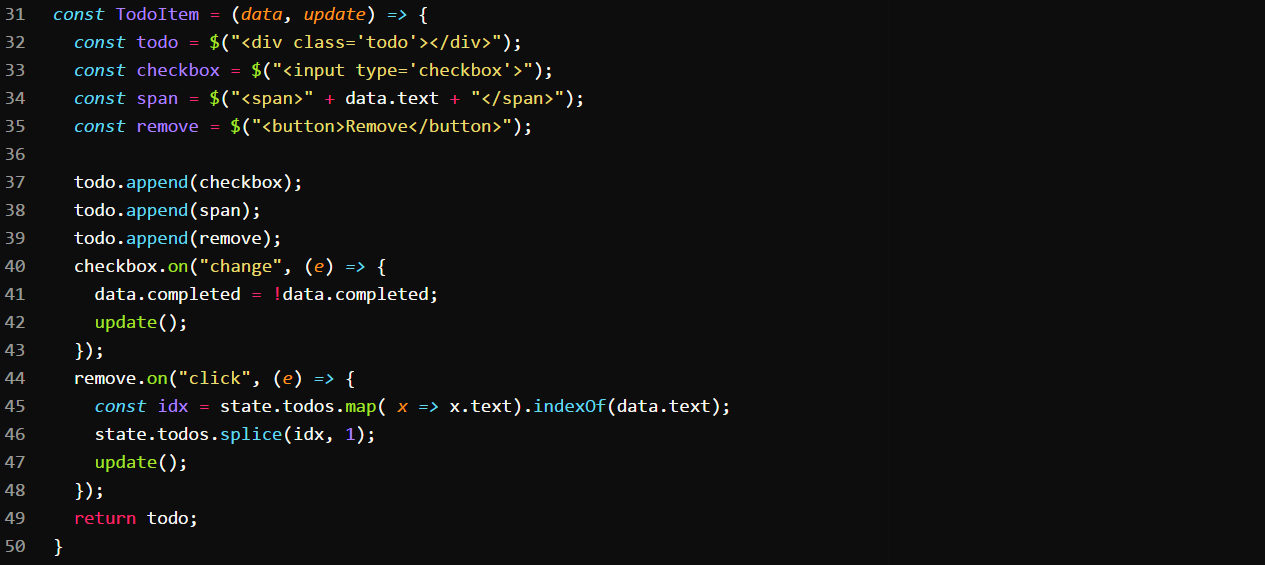 31 const TodoItem = (data, update) => {
32   const todo = $("<div class='todo'></div>");
33   const checkbox = $("<input type='checkbox'>");
34   const span = $("<span>" + data.text + "</span>");
35   const remove = $("<button>Remove</button>");
36
37   todo.append(checkbox);
38   todo.append(span);
39   todo.append(remove);
40   checkbox.on("change", (e) => {
41     data.completed = !data.completed;
42     update();
43   });
44   remove.on("click", (e) => {
45     const idx = state.todos.map( x => x.text).indexOf(data.text);
46     state.todos.splice(idx, 1);
47     update();
48   });
49   return todo;
50 }